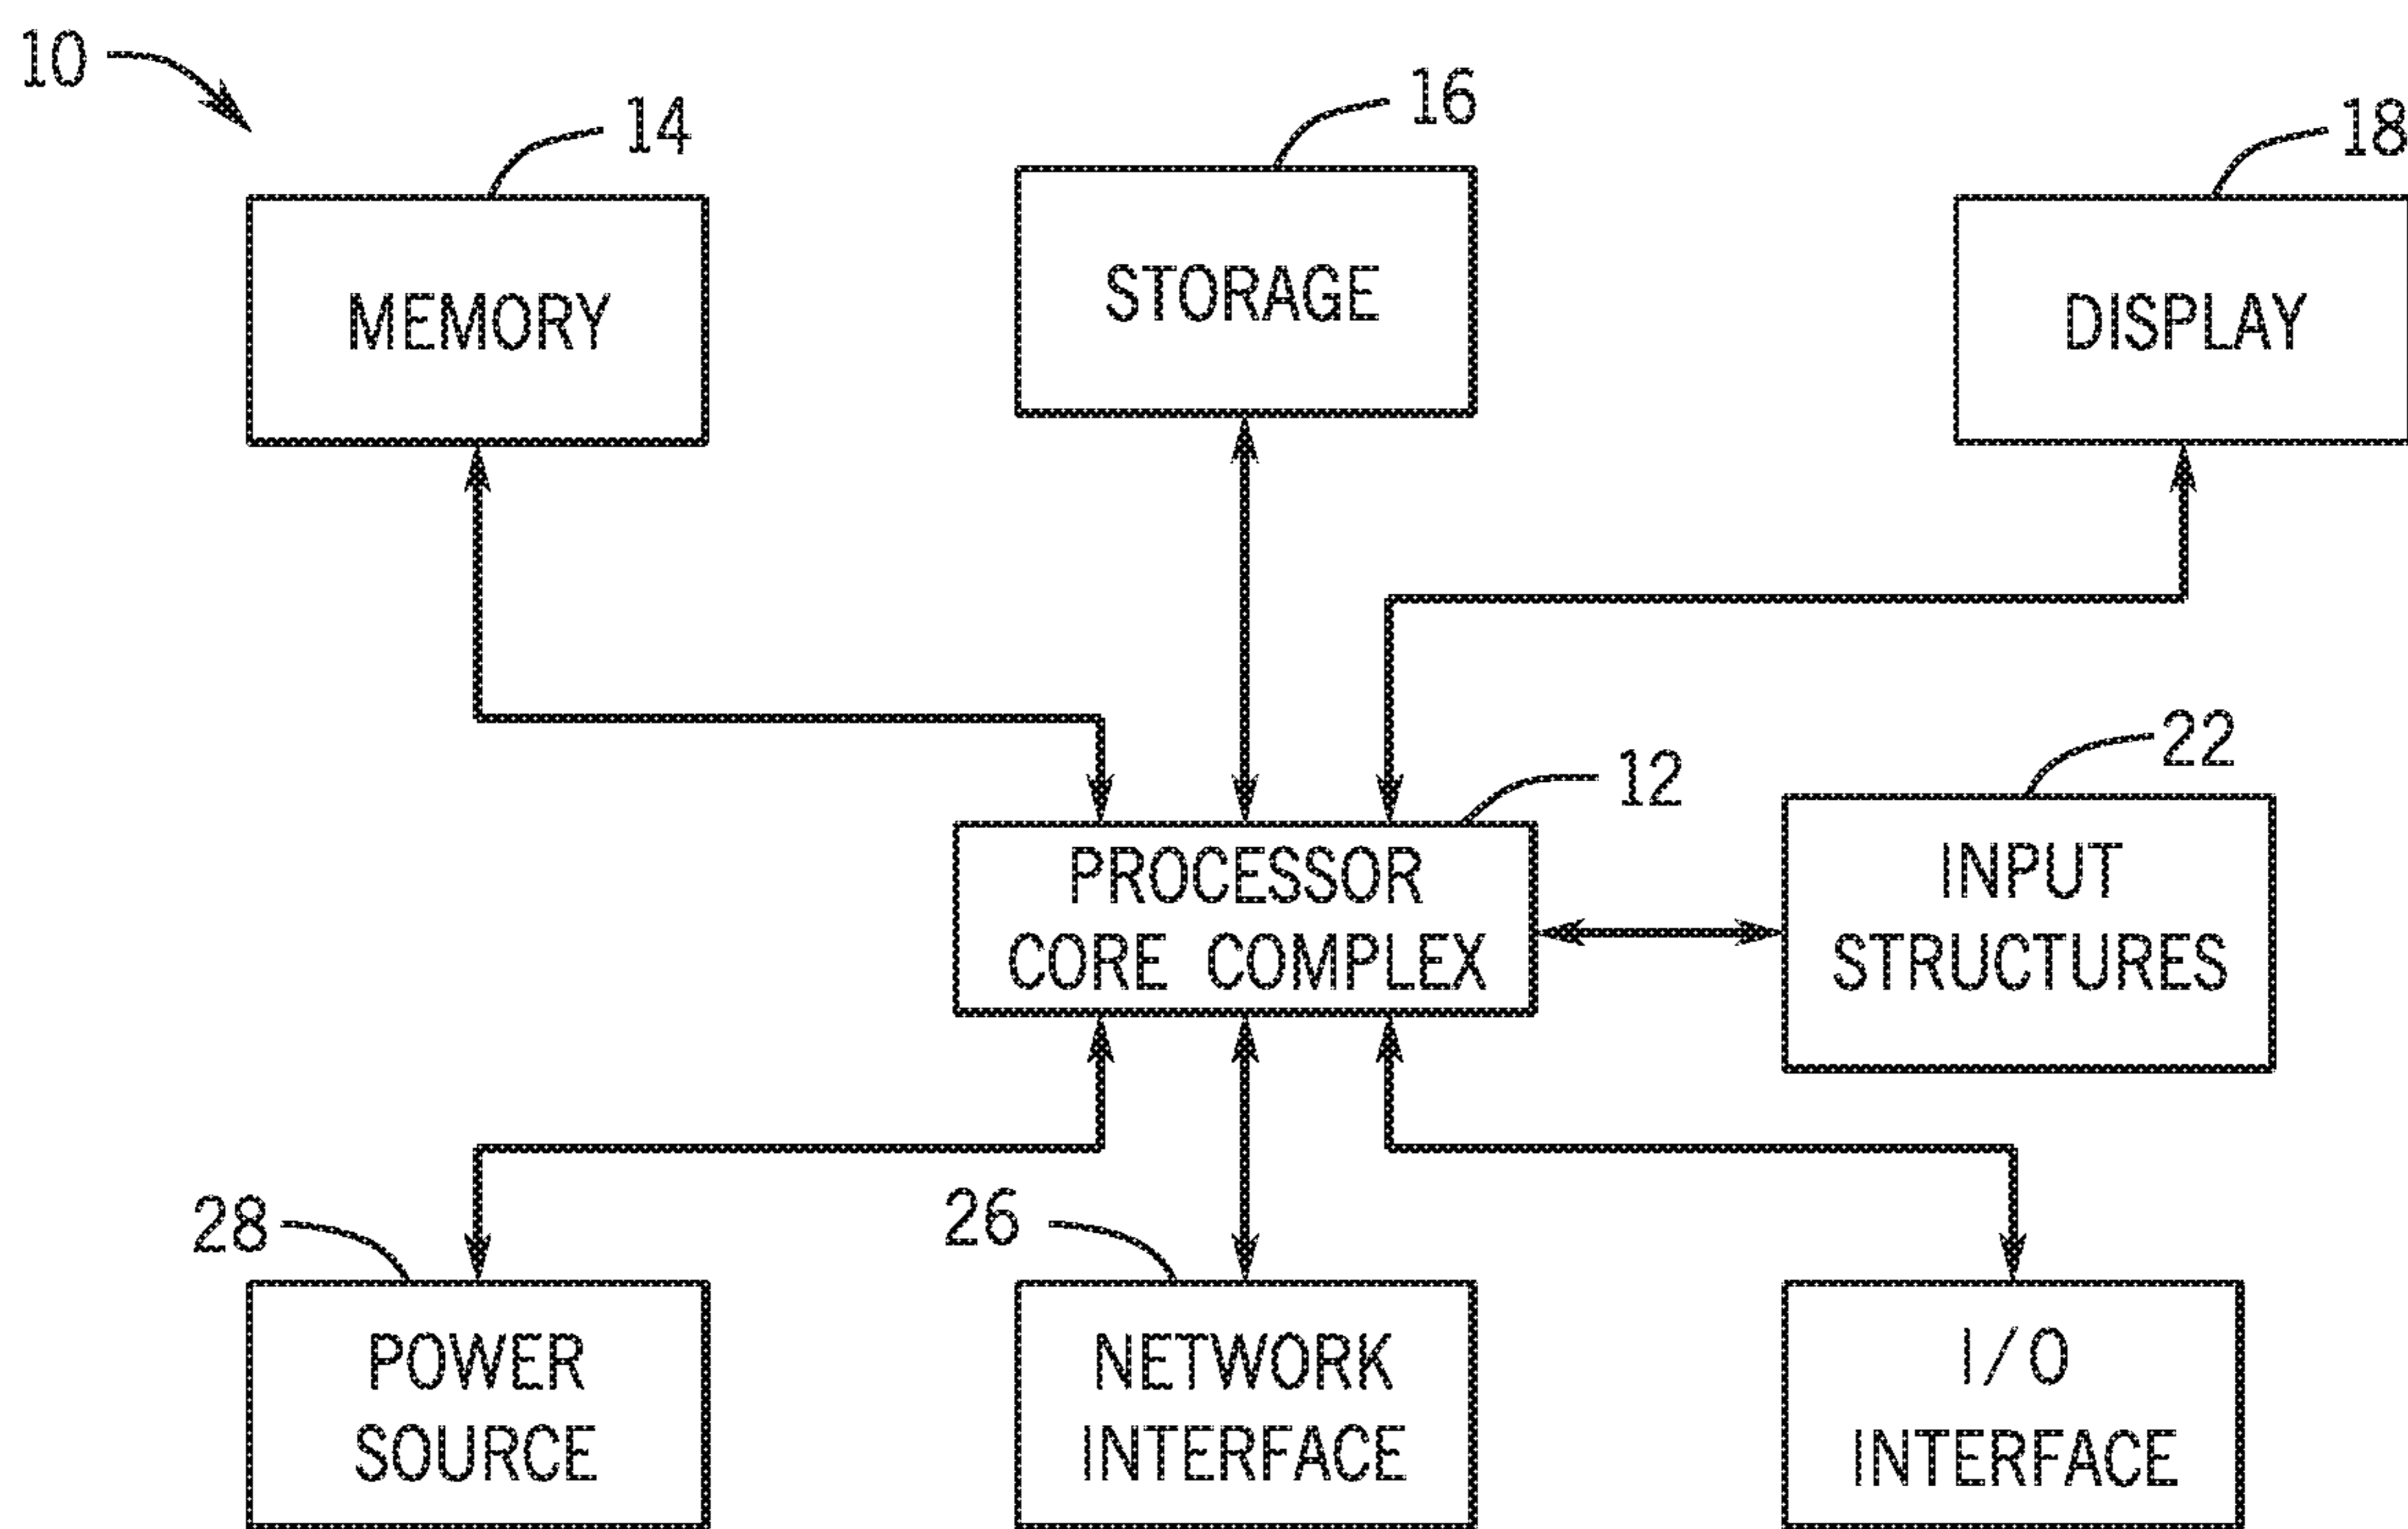 10
14
16
18
MEMORY
STORAGE
DISPLAY
12
22
PROCESSOR
CORE COMPLEX
INPUT
STRUCTURES
28
26
POWER
SOURCE
NETWORK
INTERFACE
I/O
INTERFACE